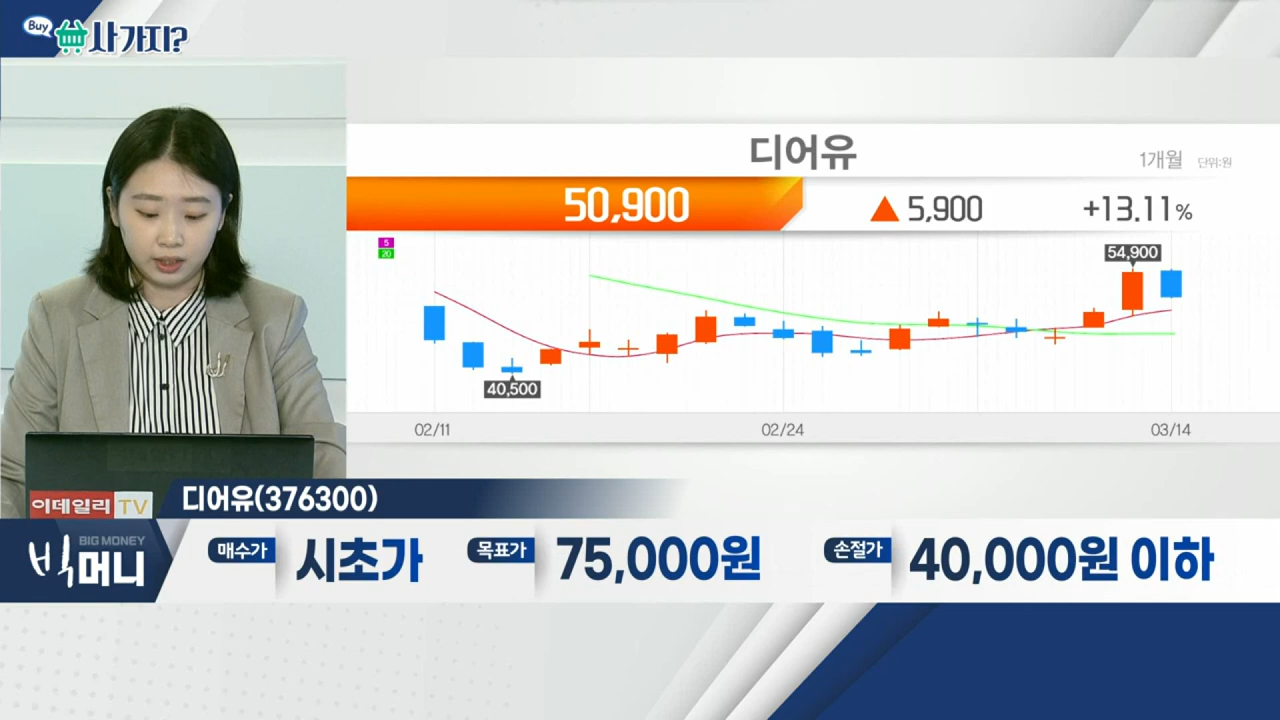 Buy
사가지?
디어유
1개월 단위:원
50,900 ▲ 5,900 +13.11%
5
20
54,900
40,500
02/11 02/24 03/14
이데일리 TV
디어유(376300)
BIG MONEY
빅머니
매수가 시초가 목표가 75,000원 손절가 40,000원 이하